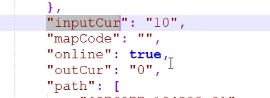 },
"inputCur": "10",
"mapCode": "",
"online": true,
"outCur": "0",
"path": [